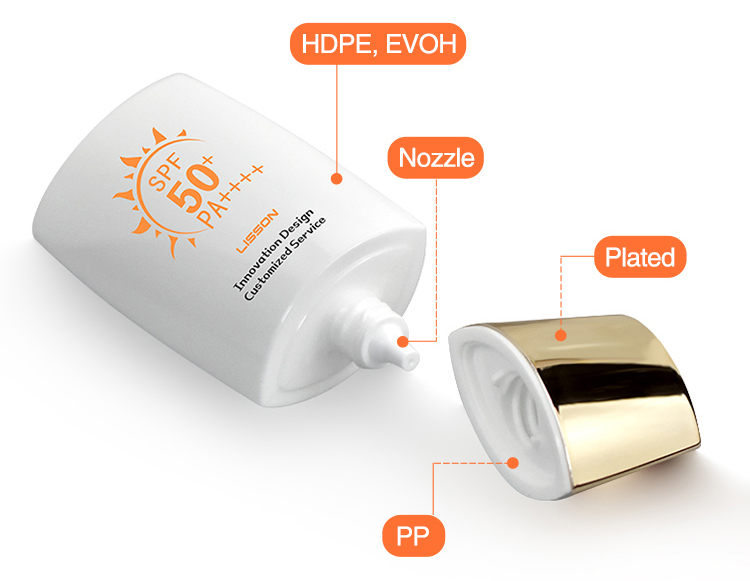 HDPE, EVOH
Nozzle
SPF
50+
PA++++
LISSON
Innovation Design
Customized Service
Plated
PP